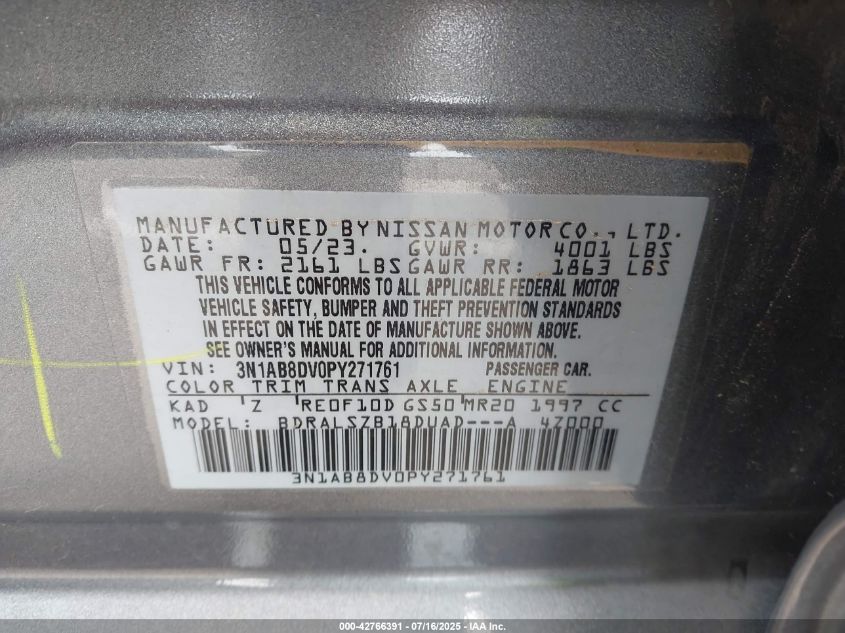 MANUFACTURED BY NISSAN MOTOR CO., LTD.
DATE: 05/23. GVWR: 4001 LBS
GAWR FR: 2161 LBS GAWR RR: 1863 LBS
THIS VEHICLE CONFORMS TO ALL APPLICABLE FEDERAL MOTOR
VEHICLE SAFETY, BUMPER AND THEFT PREVENTION STANDARDS
IN EFFECT ON THE DATE OF MANUFACTURE SHOWN ABOVE.
SEE OWNER'S MANUAL FOR ADDITIONAL INFORMATION.
VIN: 3N1AB8DV0PY271761 PASSENGER CAR.
COLOR TRIM TRANS AXLE ENGINE
KAD 'Z 'RE0F10D GS50 'MR20 1997 CC
MODEL: BDRALSZB18DUAD---A 4Z000
3N1AB8DV0PY271761
000-42766391 - 07/16/2025 - IAA Inc.